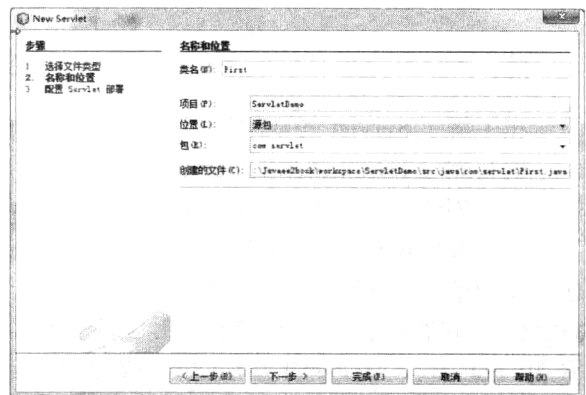 New Servlet
步骤
1 选择文件类型
2. 名称和位置
3 配置 Servlet 部署
名称和位置
类名(N): First
项目(P): ServletDemo
位置(L): 源包
包(K): com servlet
创建的文件(C): :\Javaee2book\workspace\ServletDemo\src\java\com\servlet\First.java
< 上一步(B)
下一步 >
完成(F)
取消
帮助(H)